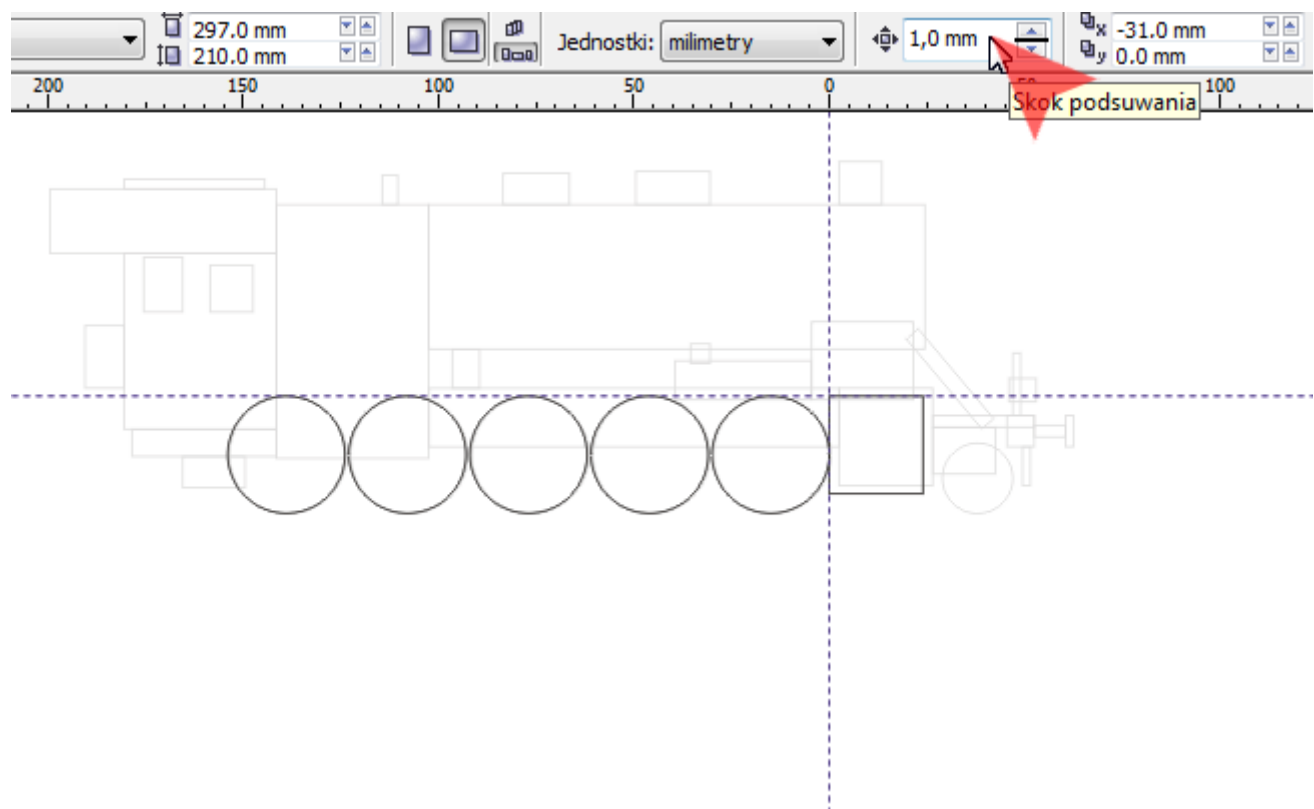 297.0 mm
210.0 mm
Jednostki: milimetry
1,0 mm
x -31.0 mm
y 0.0 mm
200 150 100 50 0 50 100
Skok podsuwania